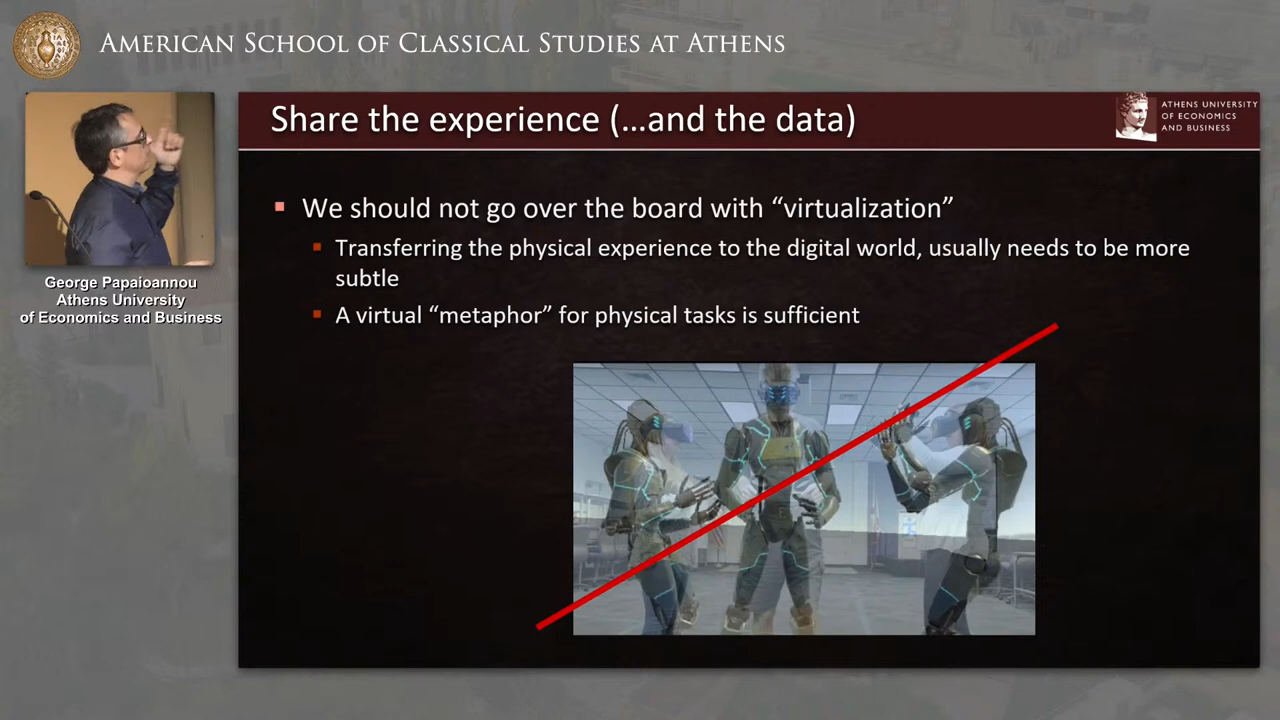 AMERICAN SCHOOL OF CLASSICAL STUDIES AT ATHENS
Share the experience (…and the data)
ATHENS UNIVERSITY
OF ECONOMICS
AND BUSINESS
We should not go over the board with “virtualization”
Transferring the physical experience to the digital world, usually needs to be more
subtle
A virtual “metaphor” for physical tasks is sufficient
George Papaioannou
Athens University
of Economics and Business